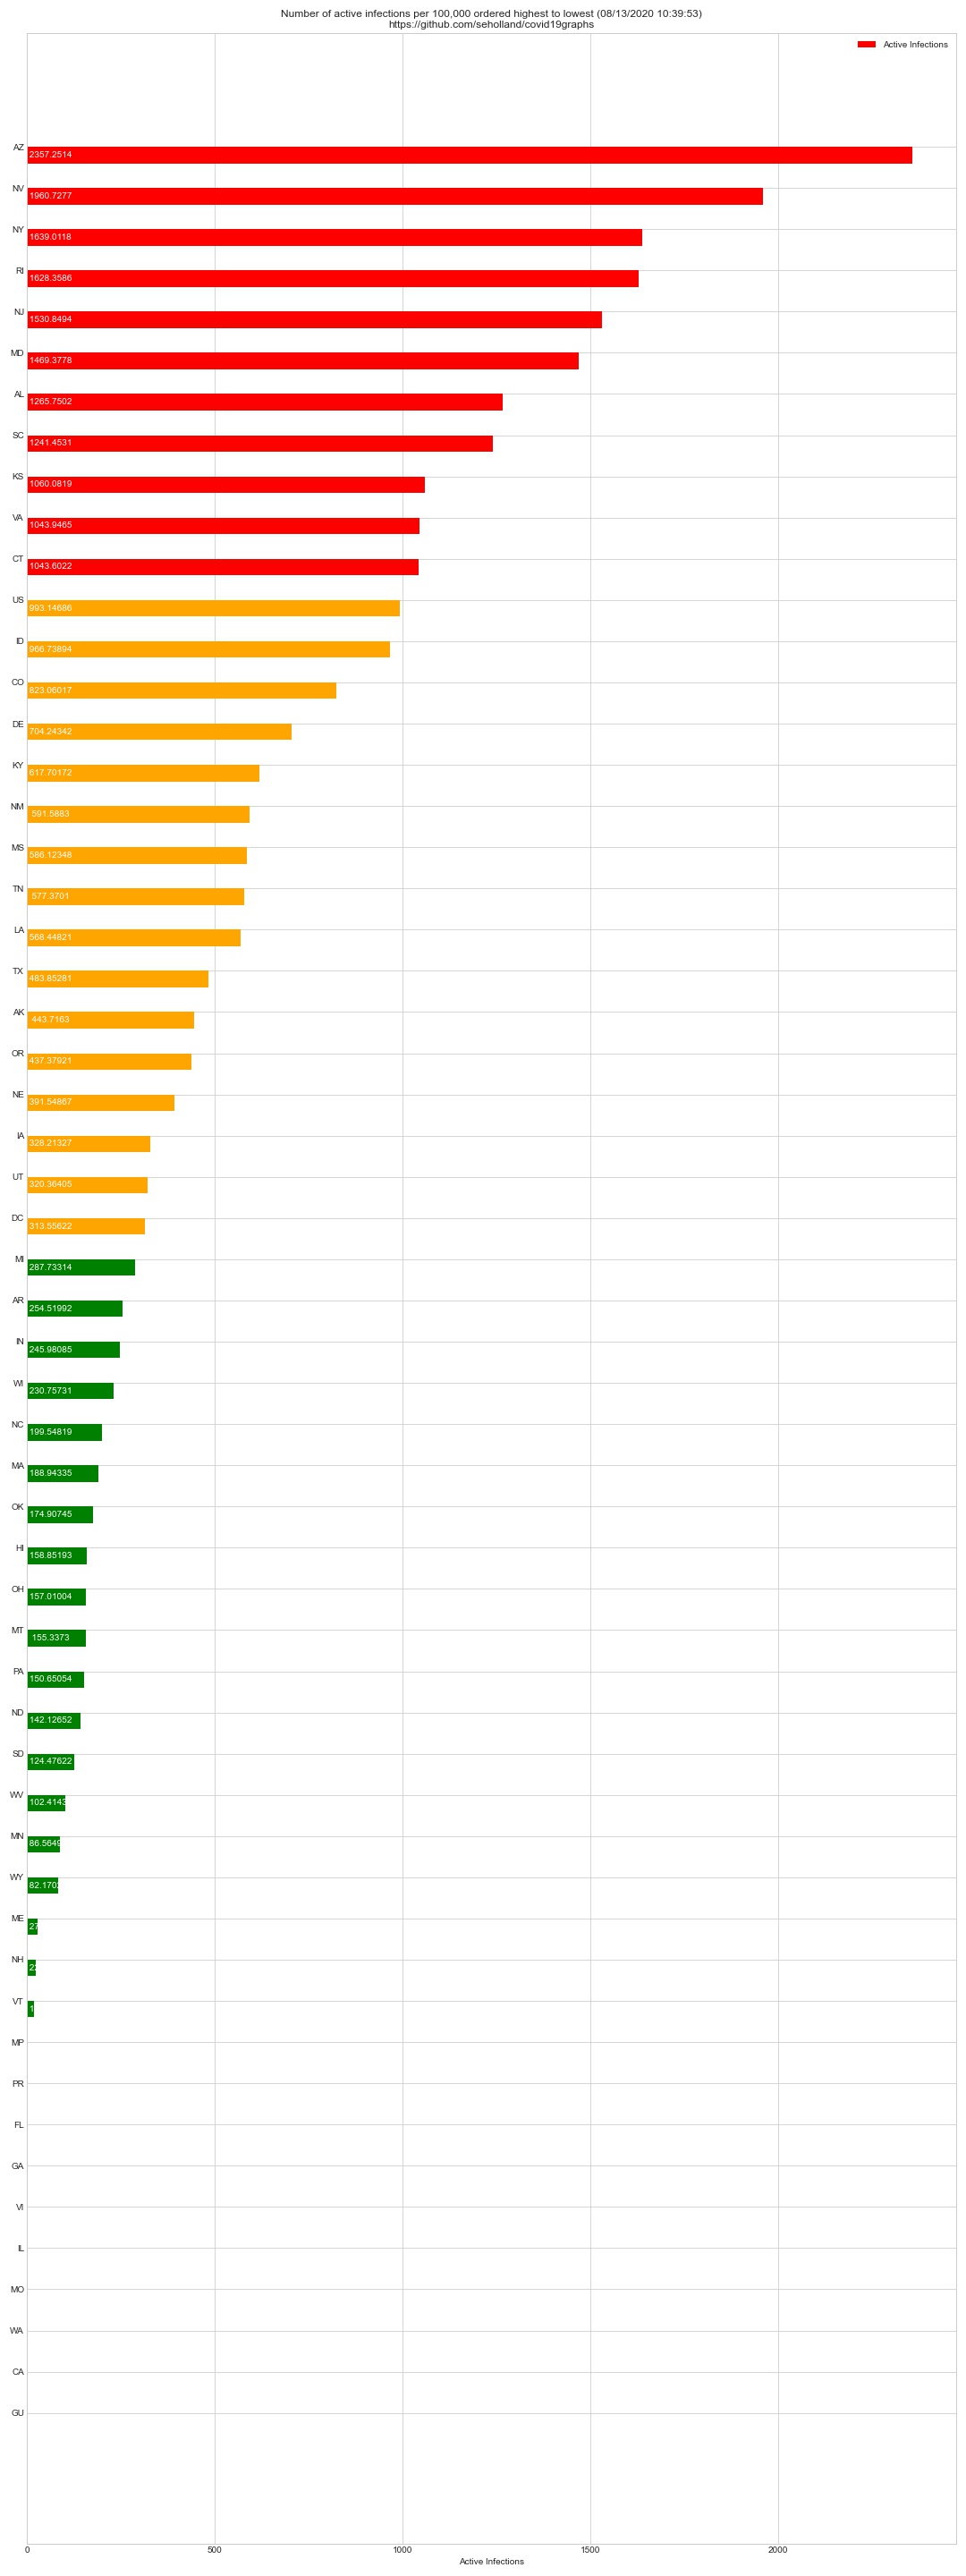 Number of active infections per 100,000 ordered highest to lowest (08/13/2020 10:39:53)
https://github.com/seholland/covid19graphs
Active Infections
AZ 2357.2514
NV 1960.7277
NY 1639.0118
RI 1628.3586
NJ 1530.8494
MD 1469.3778
AL 1265.7502
SC 1241.4531
KS 1060.0819
VA 1043.9465
CT 1043.6022
US 993.14686
ID 966.73894
CO 823.06017
DE 704.24342
KY 617.70172
NM 591.5883
MS 586.12348
TN 577.3701
LA 568.44821
TX 483.85281
AK 443.7163
OR 437.37921
NE 391.54867
IA 328.21327
UT 320.36405
DC 313.55622
MI 287.73314
AR 254.51992
IN 245.98085
WI 230.75731
NC 199.54819
MA 188.94335
OK 174.90745
HI 158.85193
OH 157.01004
MT 155.3373
PA 150.65054
ND 142.12652
SD 124.47622
WV 102.4143
MN 86.5649
WY
ME 27
NH
VT
MP
PR
FL
GA
VI
IL
MO
WA
CA
GU
0 500 1000 1500 2000
Active Infections